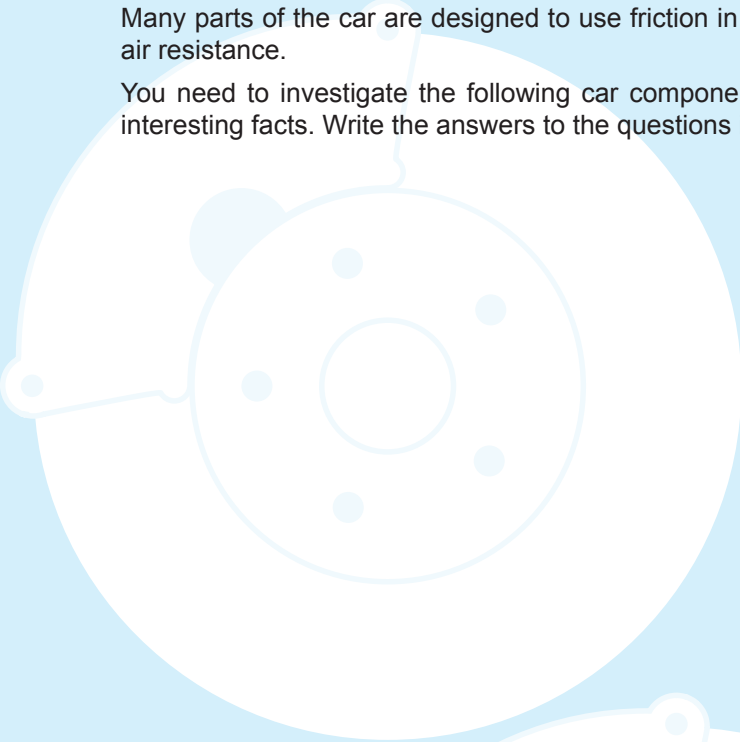 Many parts of the car are designed to use friction in
air resistance.
You need to investigate the following car compone
interesting facts. Write the answers to the questions